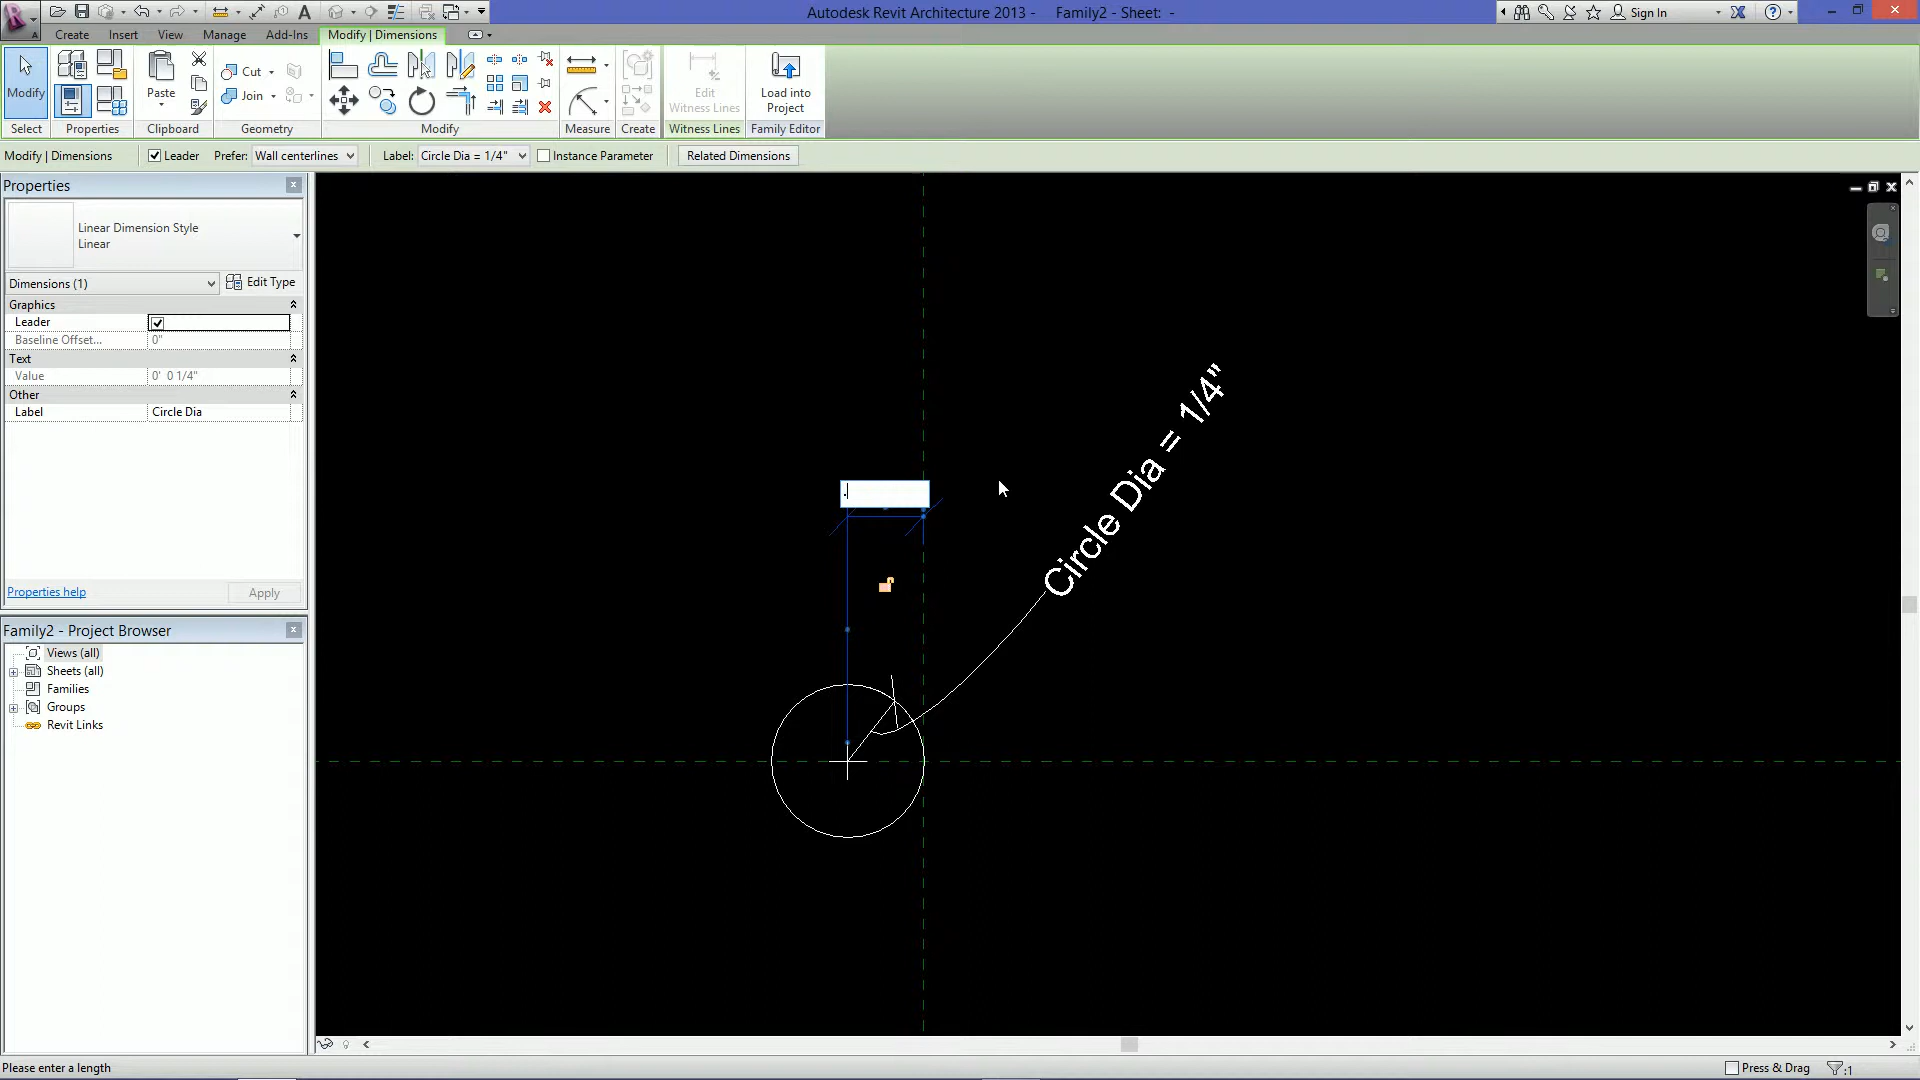 Autodesk Revit Architecture 2013 - Family2 - Sheet: -
Sign In
Create Insert View Manage Add-Ins Modify | Dimensions
Modify
Cut
Join
Paste
Edit
Witness Lines
Load into
Project
Select Properties Clipboard Geometry Modify Measure Create Witness Lines Family Editor
Modify | Dimensions Leader Prefer: Wall centerlines Label: Circle Dia = 1/4" Instance Parameter Related Dimensions
Properties
Linear Dimension Style
Linear
Dimensions (1) Edit Type
Graphics
Leader
Baseline Offset... 0"
Text
Value 0' 0 1/4"
Other
Label Circle Dia
Properties help Apply
Family2 - Project Browser
Views (all)
Sheets (all)
Families
Groups
Revit Links
.
Circle Dia = 1/4"
Please enter a length
Press & Drag
:1